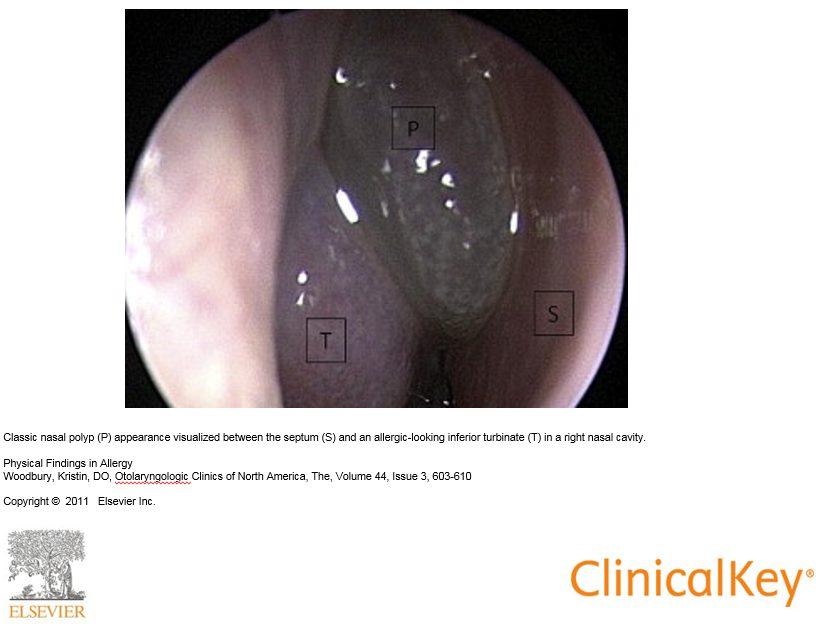 P
S
T
Classic nasal polyp (P) appearance visualized between the septum (S) and an allergic-looking inferior turbinate (T) in a right nasal cavity.
Physical Findings in Allergy
Woodbury, Kristin, DO, Otolaryngologic Clinics of North America, The, Volume 44, Issue 3, 603-610
Copyright © 2011 Elsevier Inc.
ELSEVIER
ClinicalKey®